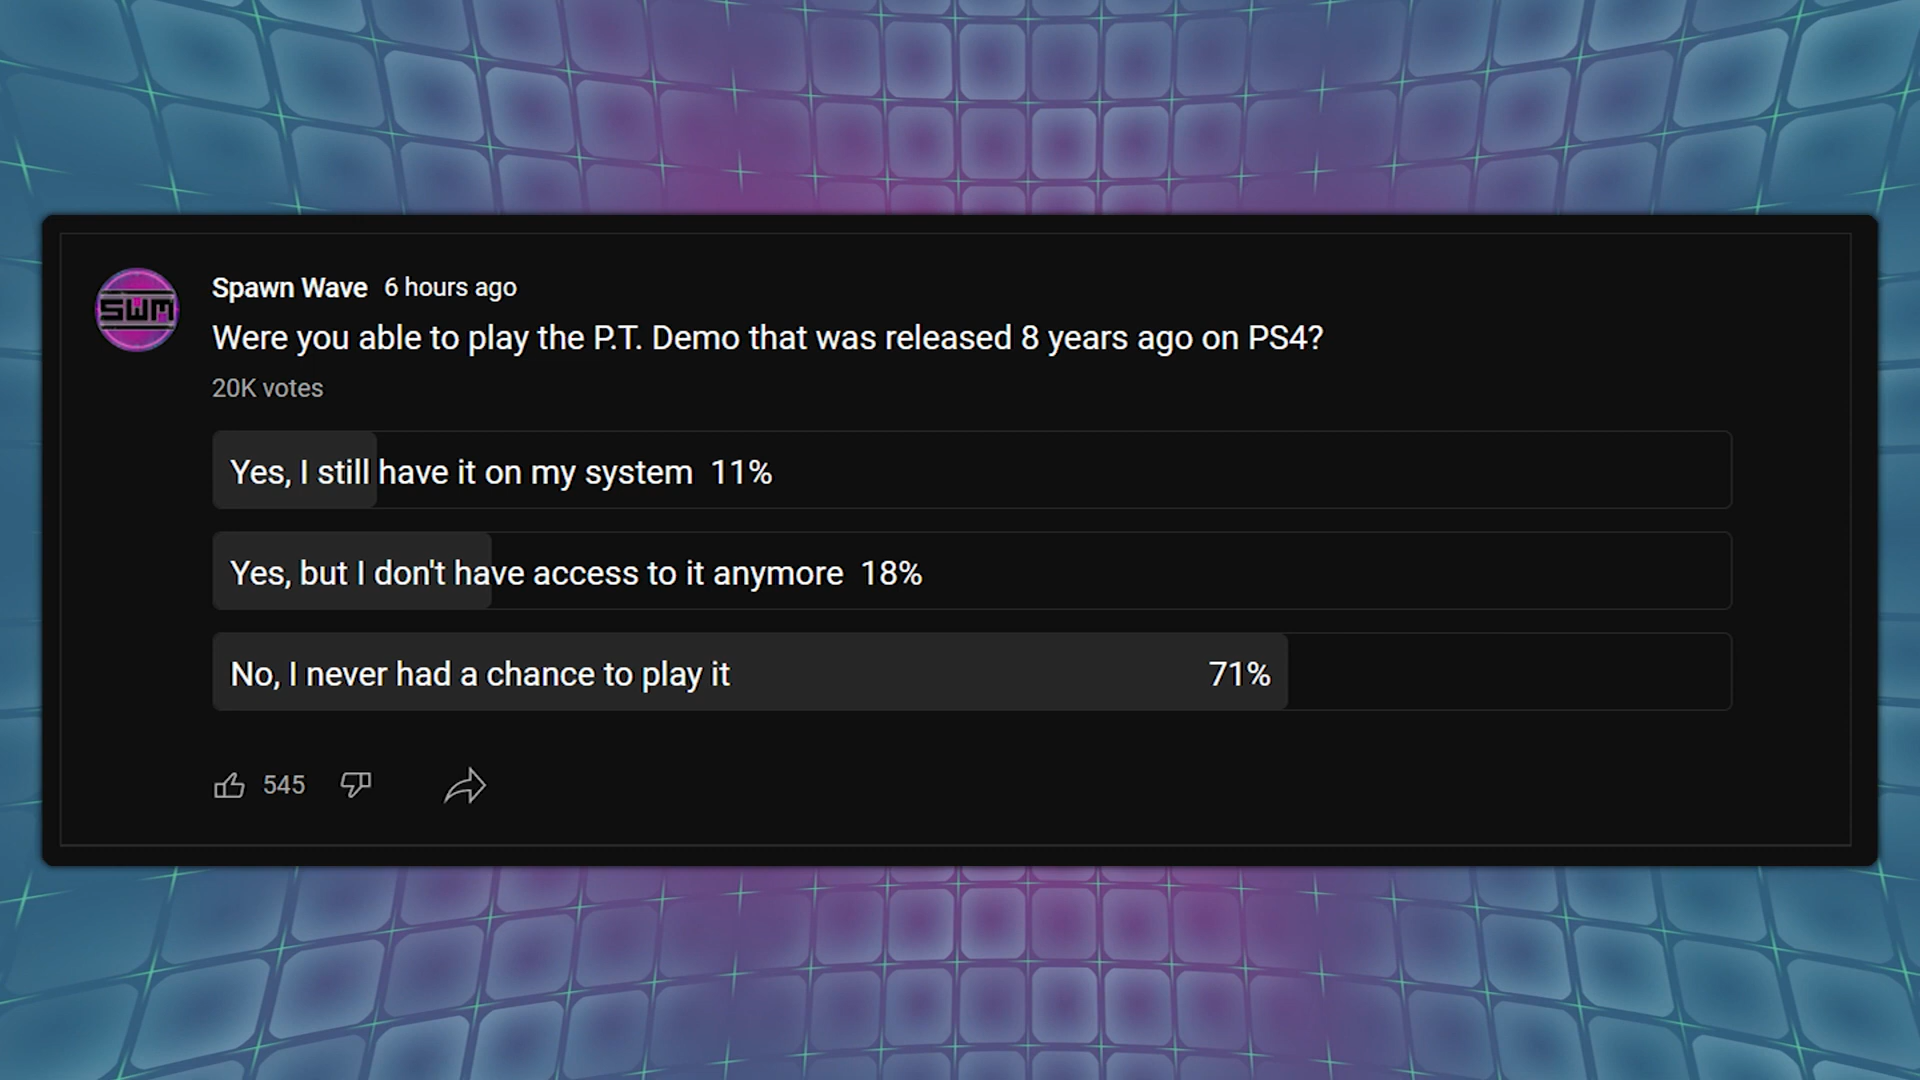 SWM
Spawn Wave 6 hours ago
Were you able to play the P.T. Demo that was released 8 years ago on PS4?
20K votes
Yes, I still have it on my system 11%
Yes, but I don't have access to it anymore 18%
No, I never had a chance to play it 71%
545